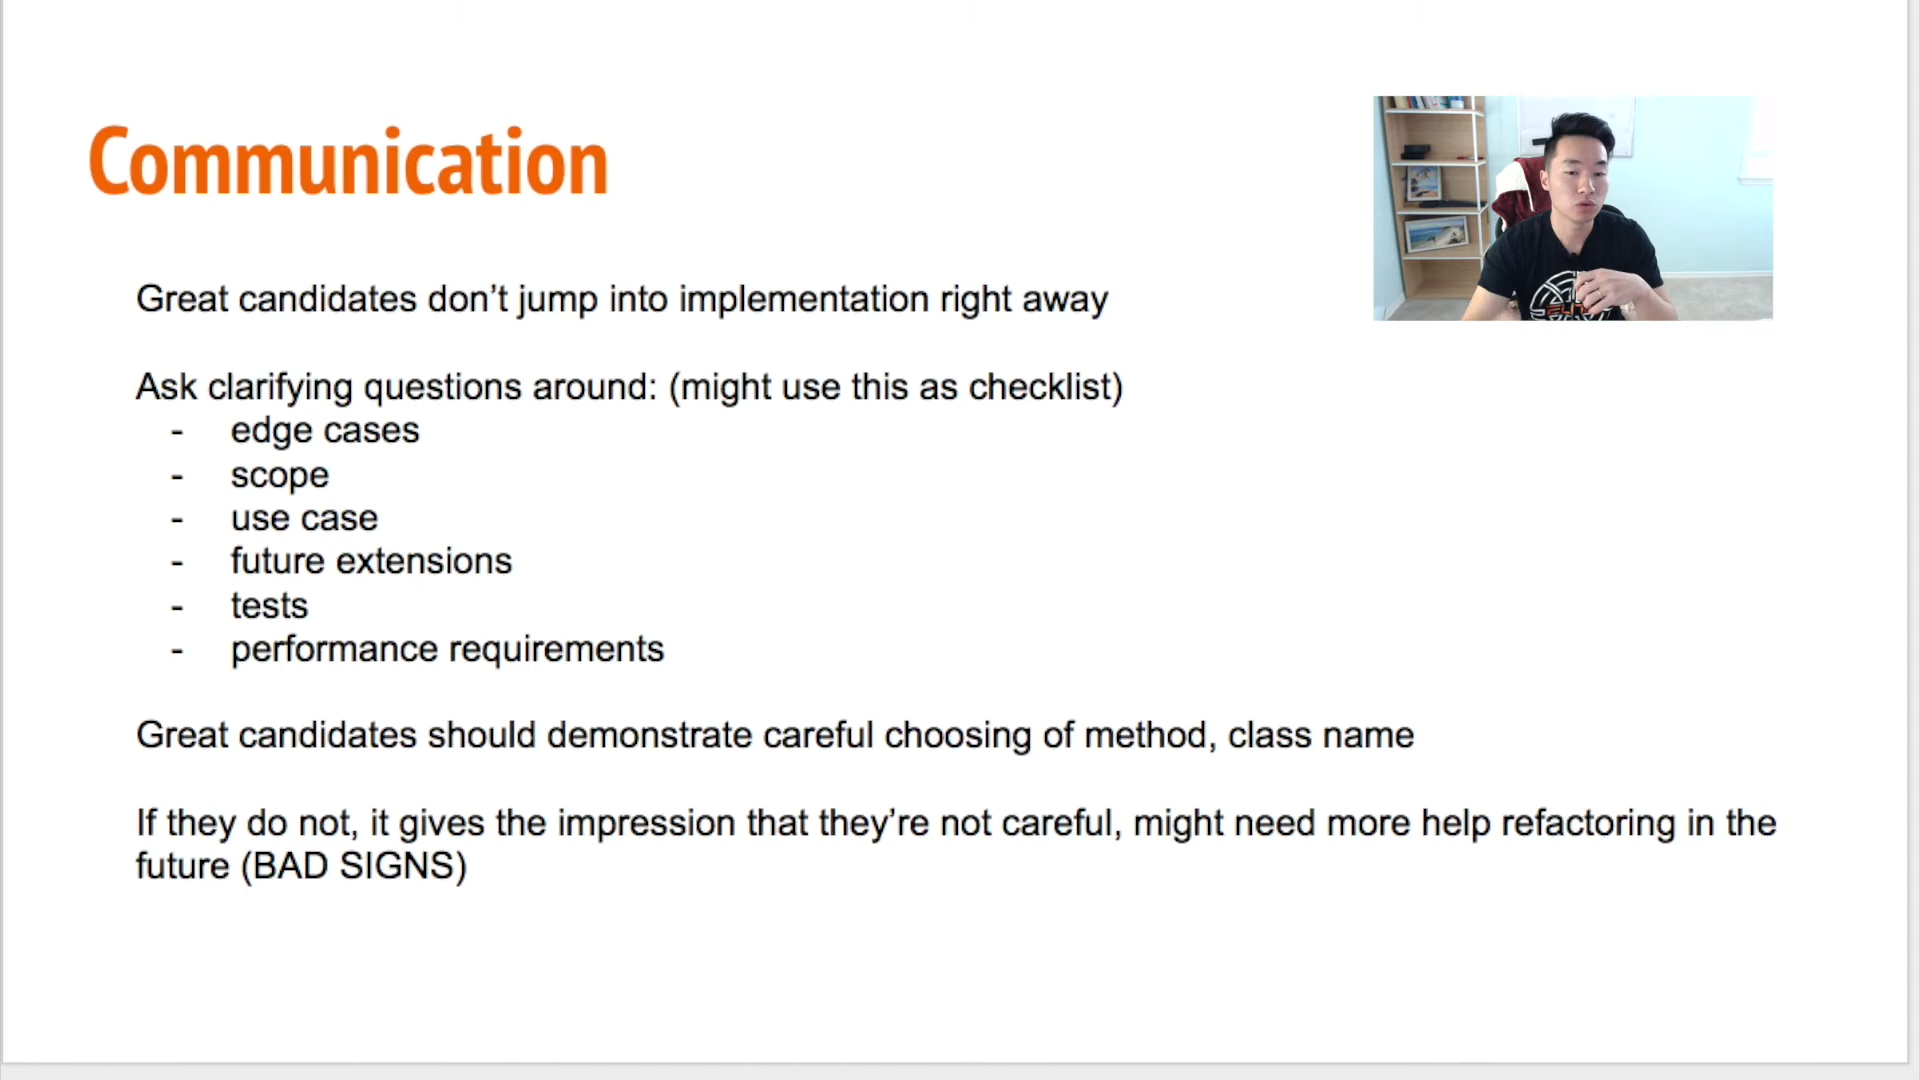 Communication
Great candidates don’t jump into implementation right away
Ask clarifying questions around: (might use this as checklist)
- edge cases
- scope
- use case
- future extensions
- tests
- performance requirements
Great candidates should demonstrate careful choosing of method, class name
If they do not, it gives the impression that they’re not careful, might need more help refactoring in the
future (BAD SIGNS)